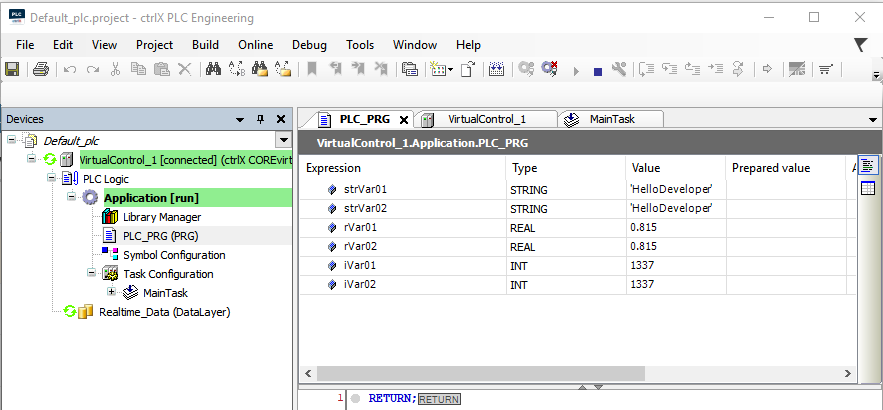 PLC
Default_plc.project - ctrlX PLC Engineering
File Edit View Project Build Online Debug Tools Window Help
Devices
Default_plc
VirtualControl_1 [connected] (ctrlX COREvirt
PLC Logic
Application [run]
Library Manager
PLC_PRG (PRG)
Symbol Configuration
Task Configuration
MainTask
Realtime_Data (DataLayer)
PLC_PRG VirtualControl_1 MainTask
VirtualControl_1.Application.PLC_PRG
Expression Type Value Prepared value
strVar01 STRING 'HelloDeveloper'
strVar02 STRING 'HelloDeveloper'
rVar01 REAL 0.815
rVar02 REAL 0.815
iVar01 INT 1337
iVar02 INT 1337
1 RETURN;RETURN